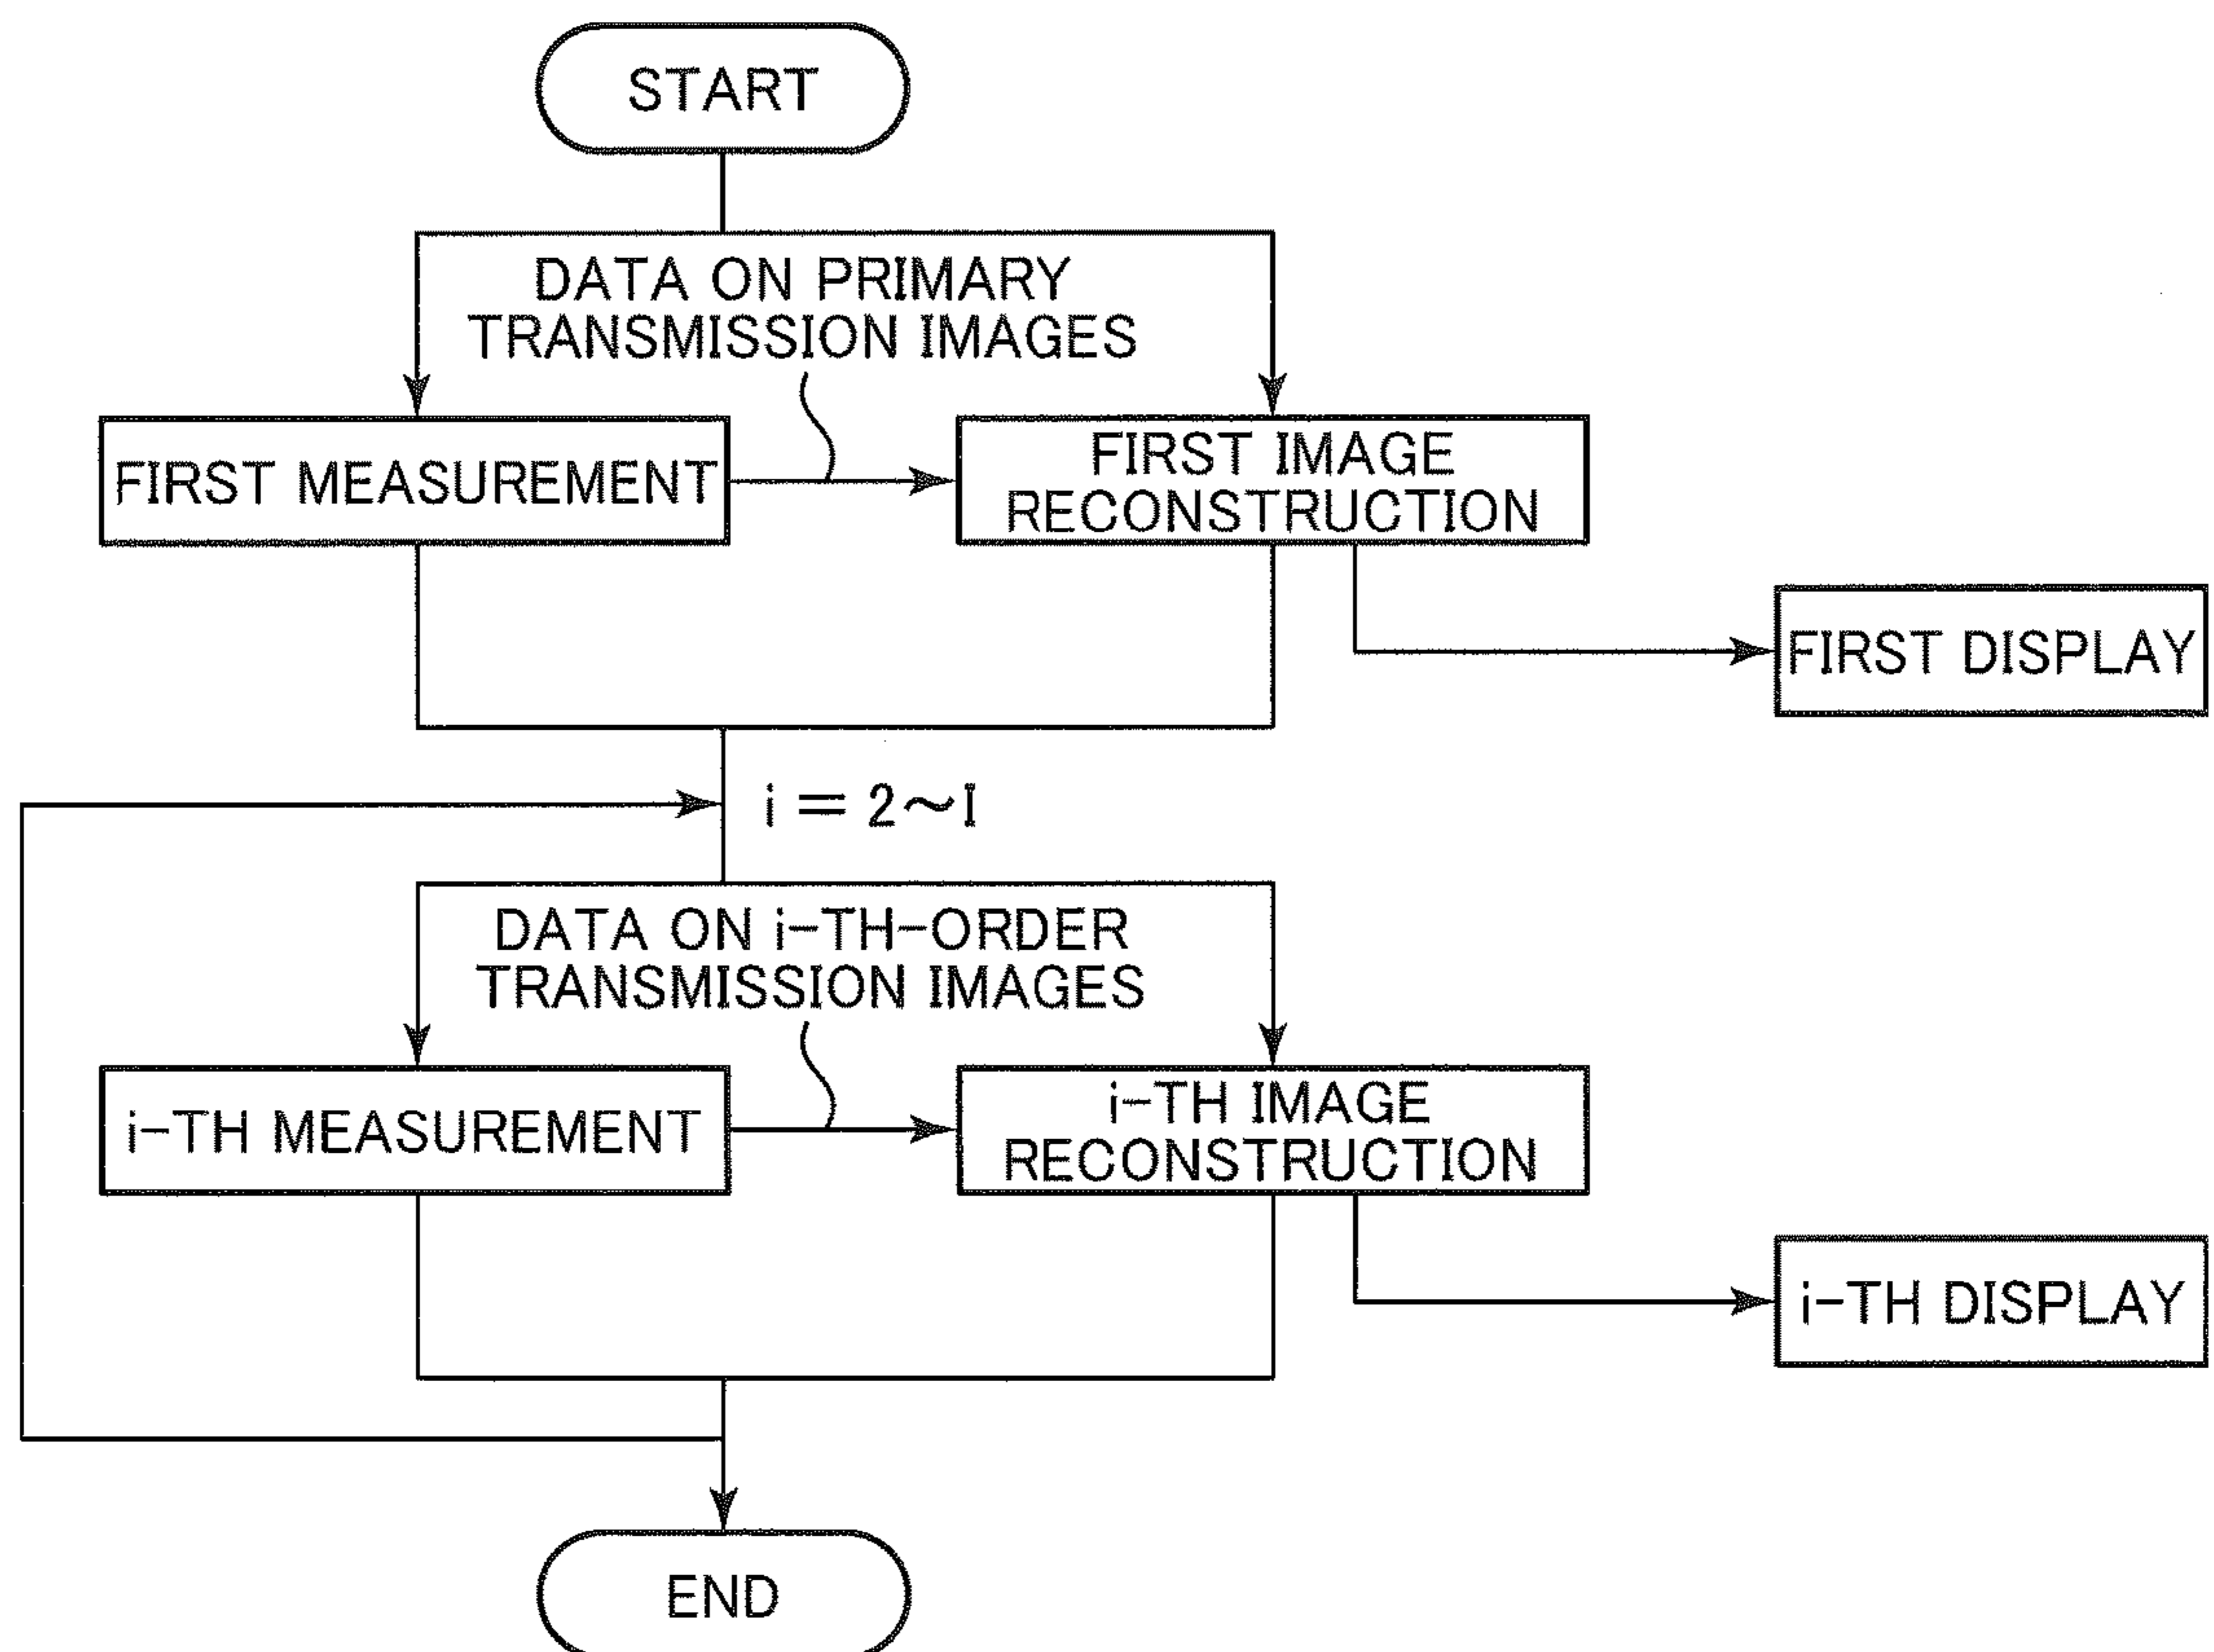 START
DATA ON PRIMARY
TRANSMISSION IMAGES
FIRST MEASUREMENT
FIRST IMAGE
RECONSTRUCTION
FIRST DISPLAY
i = 2~I
DATA ON i-TH-ORDER
TRANSMISSION IMAGES
i-TH MEASUREMENT
i-TH IMAGE
RECONSTRUCTION
i-TH DISPLAY
END